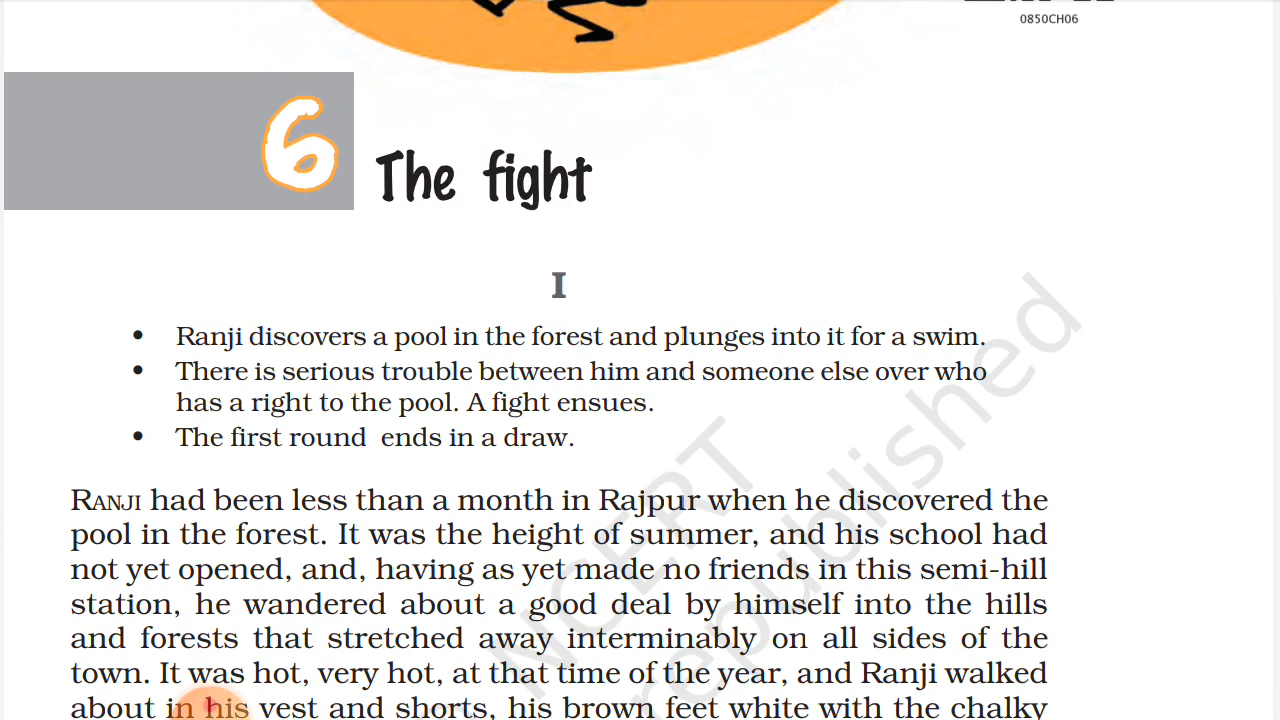 0850CH06
6
The fight
I
• Ranji discovers a pool in the forest and plunges into it for a swim.
• There is serious trouble between him and someone else over who
has a right to the pool. A fight ensues.
• The first round ends in a draw.
RANJI had been less than a month in Rajpur when he discovered the
pool in the forest. It was the height of summer, and his school had
not yet opened, and, having as yet made no friends in this semi-hill
station, he wandered about a good deal by himself into the hills
and forests that stretched away interminably on all sides of the
town. It was hot, very hot, at that time of the year, and Ranji walked
about in his vest and shorts, his brown feet white with the chalky
NCERT
republished